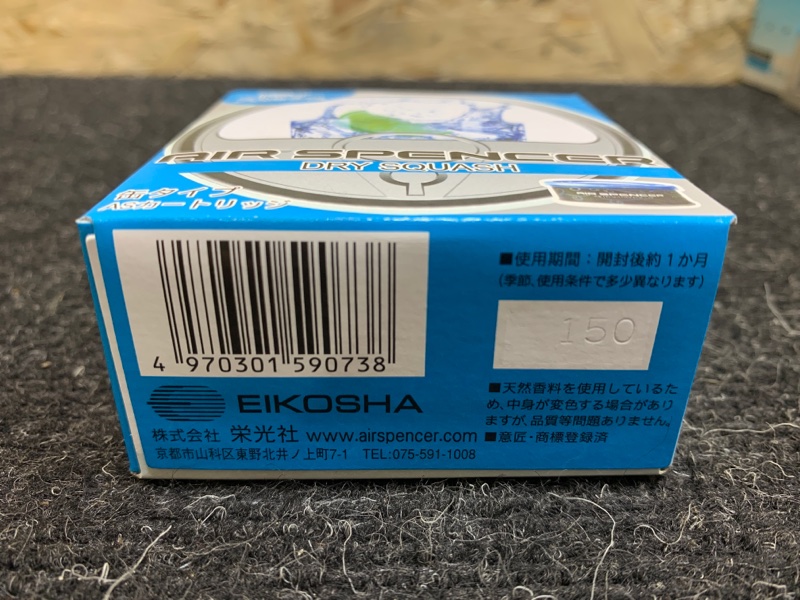 AIR SPENCER
DRY SQUASH
缶タイプ
ASカートリッジ
AIR SPENCER
■使用期間：開封後約1か月
(季節、使用条件で多少異なります)
150
4 970301 590738
EIKOSHA
株式会社 栄光社 www.airspencer.com
京都市山科区東野北井ノ上町7-1 TEL:075-591-1008
■天然香料を使用しているた
め、中身が変色する場合があり
ますが、品質等問題ありません。
■意匠・商標登録済